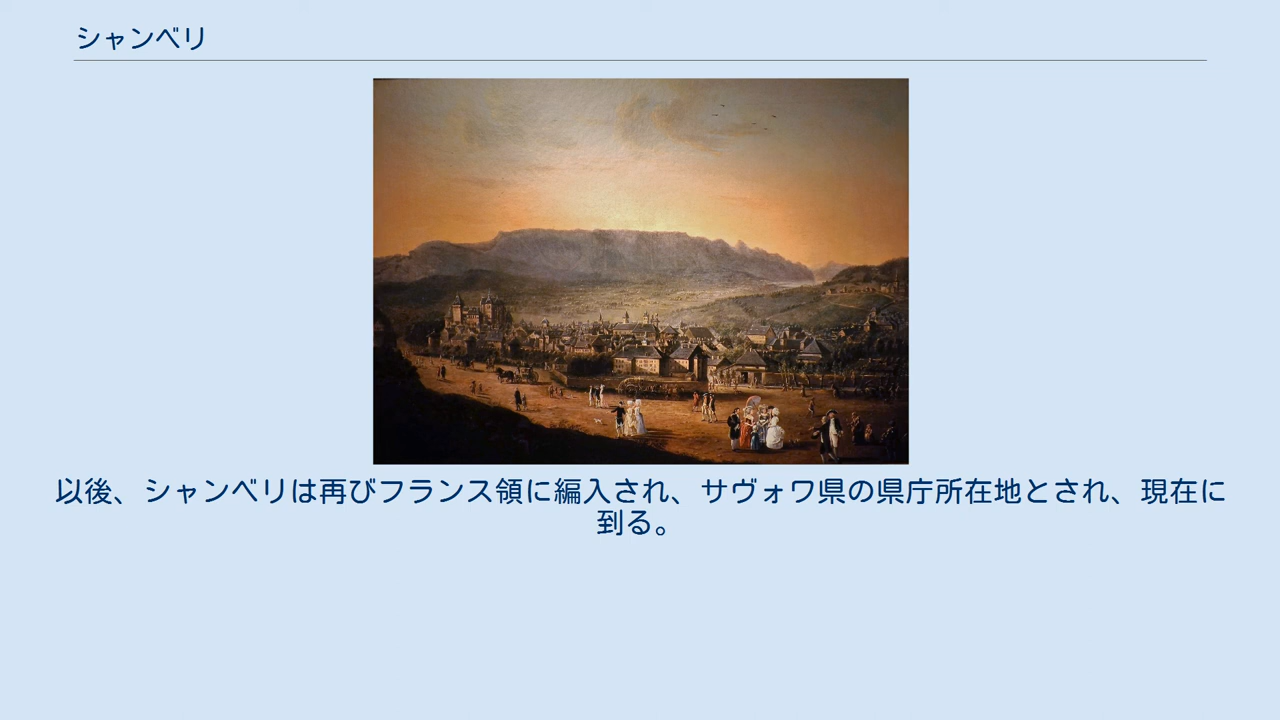 シャンベリ
以後、シャンベリは再びフランス領に編入され、サヴォワ県の県庁所在地とされ、現在に
到る。